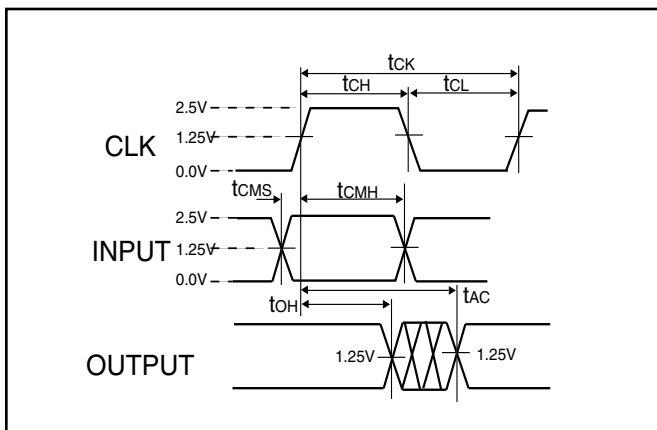 tCK
tCH tCL
2.5V
CLK 1.25V
0.0V
tCMS tCMH
2.5V
INPUT 1.25V
0.0V
tOH tAC
OUTPUT 1.25V 1.25V